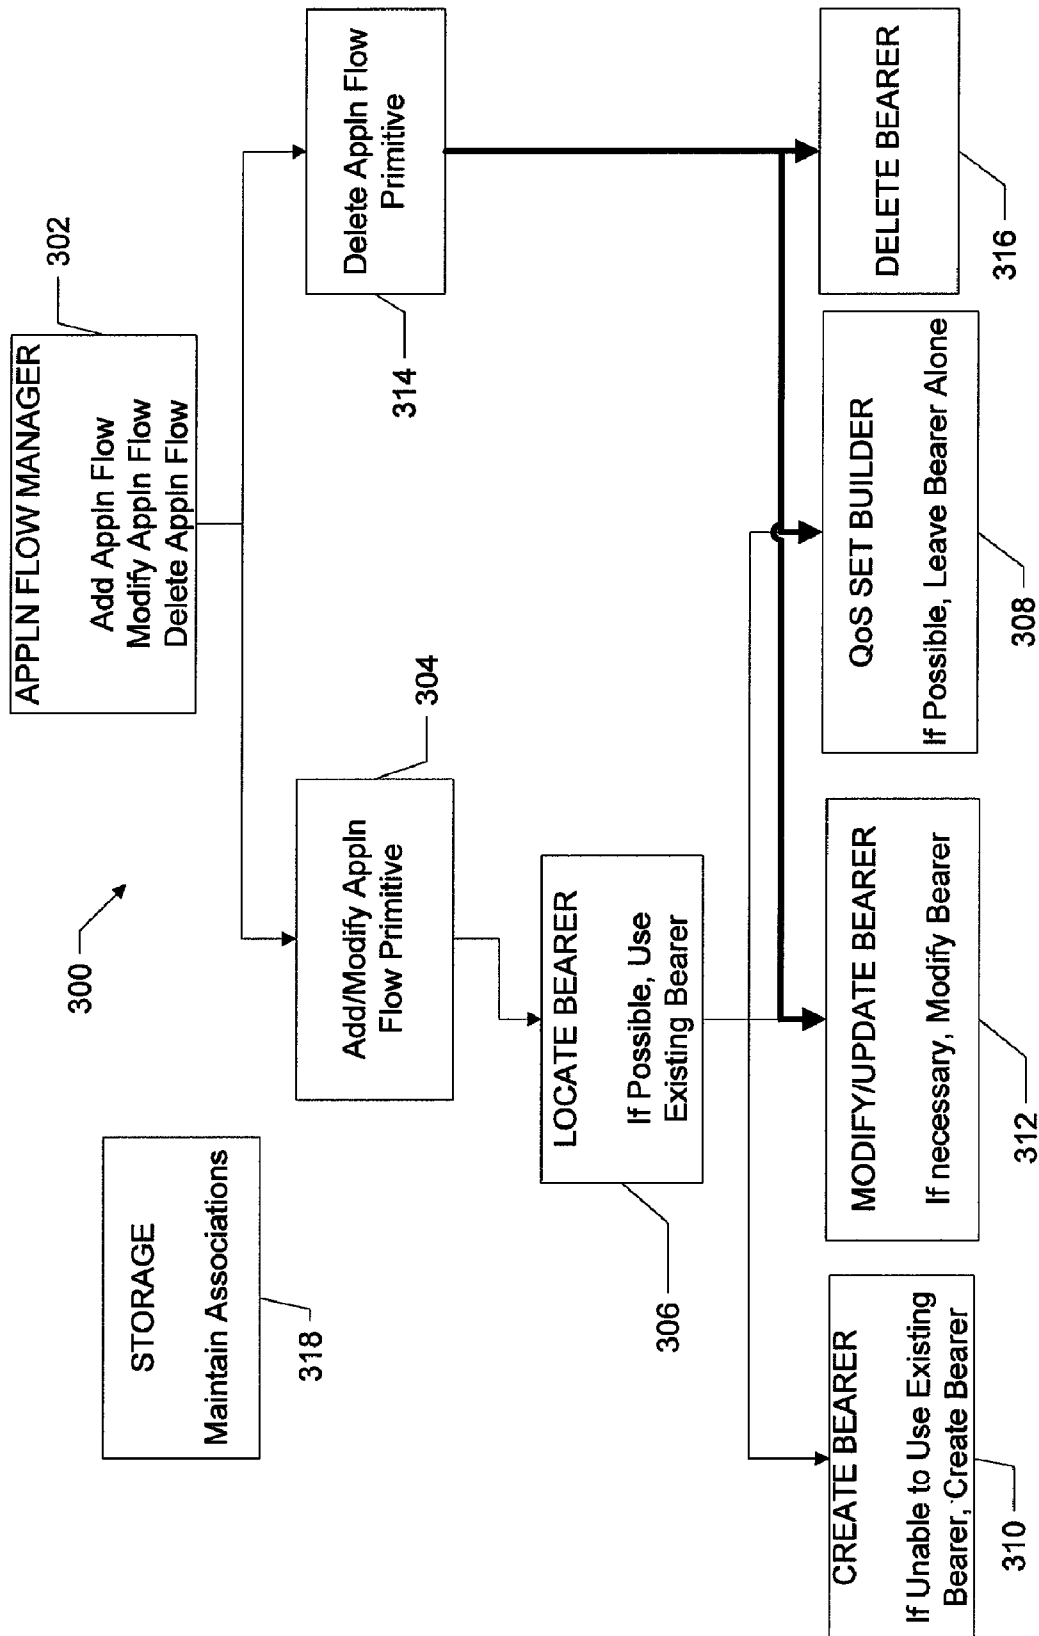 300
APPLN FLOW MANAGER
Add Appln Flow
Modify Appln Flow
Delete Appln Flow
302
STORAGE
Maintain Associations
318
Add/Modify Appln
Flow Primitive
304
Delete Appln Flow
Primitive
314
LOCATE BEARER
If Possible, Use
Existing Bearer
306
CREATE BEARER
If Unable to Use Existing
Bearer, Create Bearer
310
MODIFY/UPDATE BEARER
If necessary, Modify Bearer
312
QoS SET BUILDER
If Possible, Leave Bearer Alone
308
DELETE BEARER
316